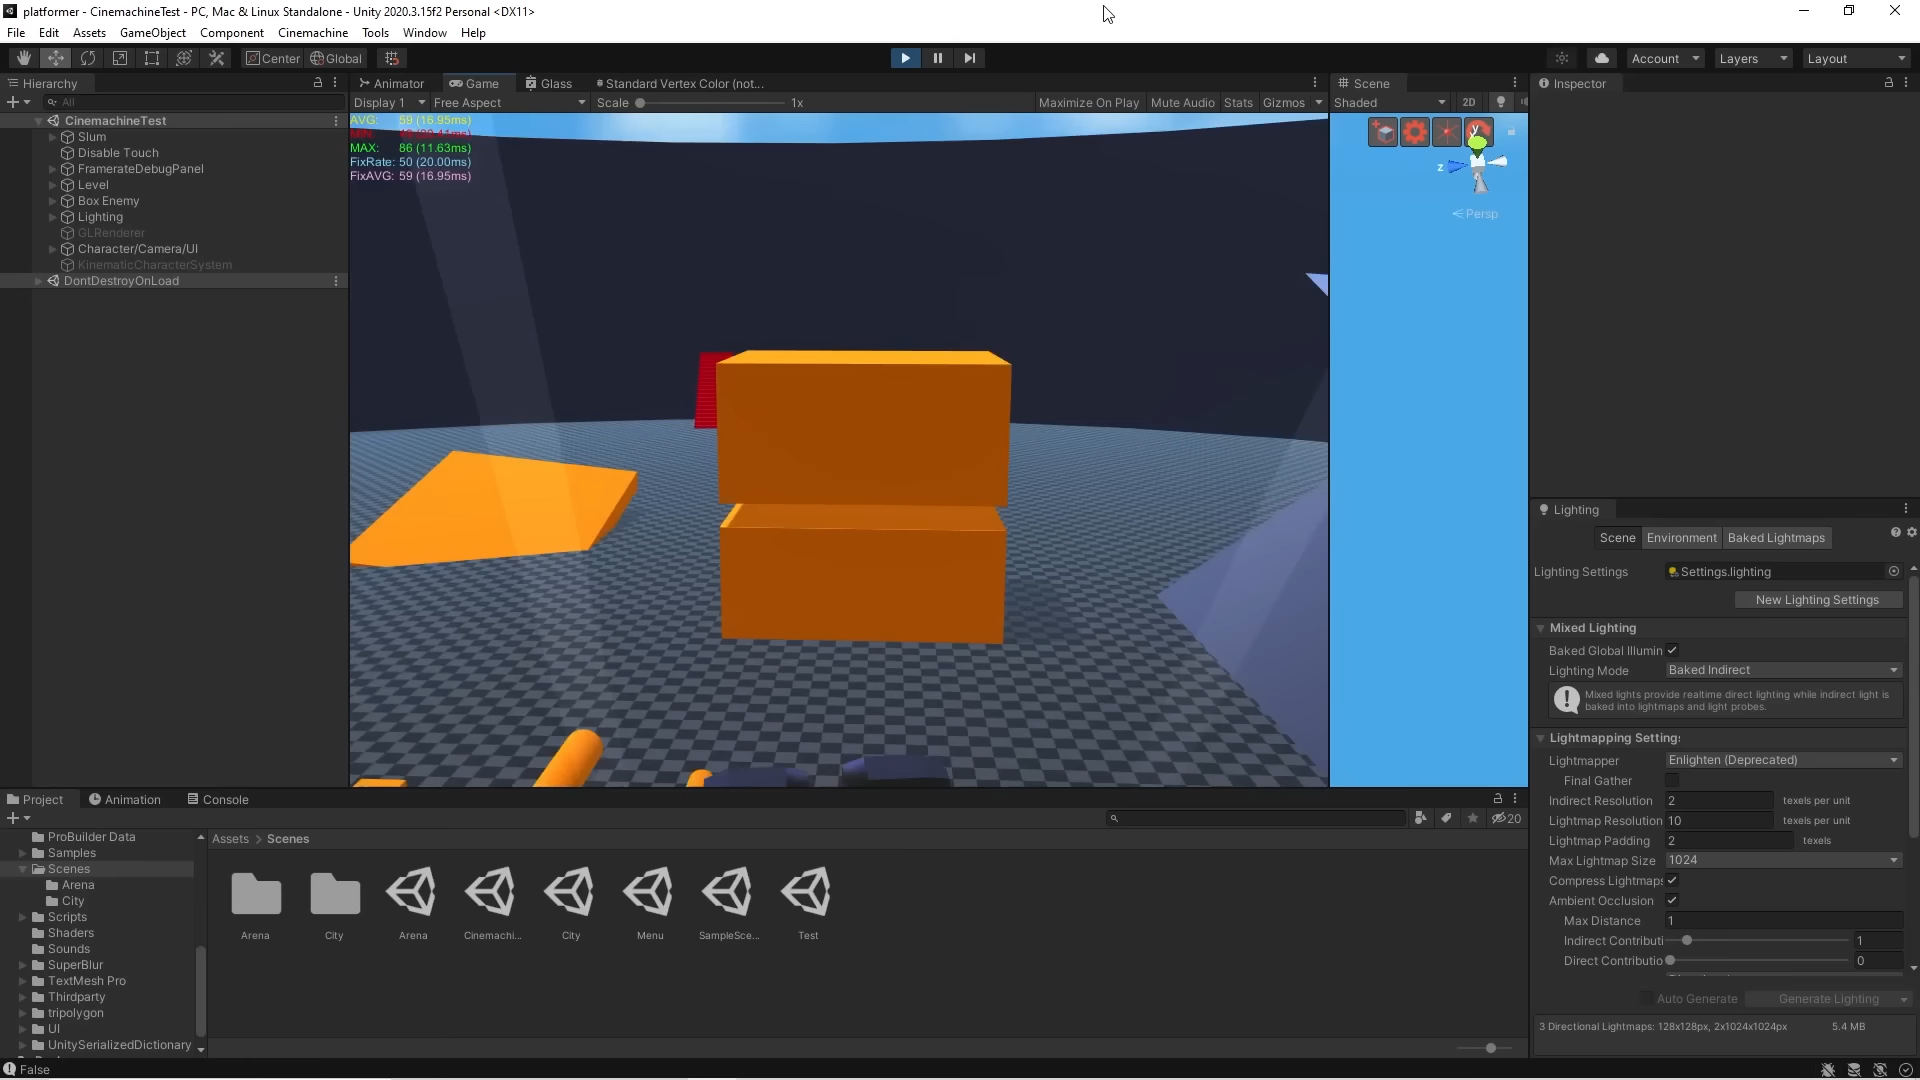 platformer - CinemachineTest - PC, Mac & Linux Standalone - Unity 2020.3.15f2 Personal <DX11>
File Edit Assets GameObject Component Cinemachine Tools Window Help
Center Global Account Layers Layout
Hierarchy
All
CinemachineTest
Slum
Disable Touch
FramerateDebugPanel
Level
Box Enemy
Lighting
GLRenderer
Character/Camera/UI
KinematicCharacterSystem
DontDestroyOnLoad
Animator Game Glass Standard Vertex Color (not...
Display 1 Free Aspect Scale 1x Maximize On Play Mute Audio Stats Gizmos
AVG: 59 (16.95ms)
MIN:
MAX: 86 (11.63ms)
FixRate: 50 (20.00ms)
FixAVG: 59 (16.95ms)
Scene
Shaded 2D
y
z
Persp
Inspector
Lighting
Scene Environment Baked Lightmaps
Lighting Settings Settings.lighting
New Lighting Settings
Mixed Lighting
Baked Global Illumin
Lighting Mode Baked Indirect
Mixed lights provide realtime direct lighting while indirect light is
baked into lightmaps and light probes.
Lightmapping Setting:
Lightmapper Enlighten (Deprecated)
Final Gather
Indirect Resolution 2 texels per unit
Lightmap Resolution 10 texels per unit
Lightmap Padding 2 texels
Max Lightmap Size 1024
Compress Lightmaps
Ambient Occlusion
Max Distance 1
Indirect Contributi 1
Direct Contributio 0
Auto Generate Generate Lighting
3 Directional Lightmaps: 128x128px, 2x1024x1024px 5.4 MB
Project Animation Console
20
ProBuilder Data
Samples
Scenes
Arena
City
Scripts
Shaders
Sounds
SuperBlur
TextMesh Pro
Thirdparty
tripolygon
UI
UnitySerializedDictionary
Assets > Scenes
Arena City Arena Cinemachi... City Menu SampleSce... Test
False